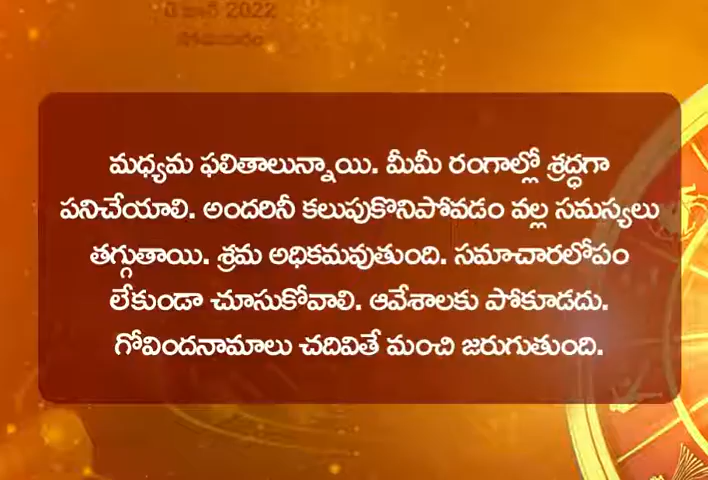 2022
మధ్యమ ఫలితాలున్నాయి. మీమీ రంగాల్లో శ్రద్ధగా
పనిచేయాలి. అందరినీ కలుపుకొనిపోవడం వల్ల సమస్యలు
తగ్గుతాయి. శ్రమ అధికమవుతుంది. సమాచారలోపం
లేకుండా చూసుకోవాలి. ఆవేశాలకు పోకూడదు.
గోవిందనామాలు చదివితే మంచి జరుగుతుంది.